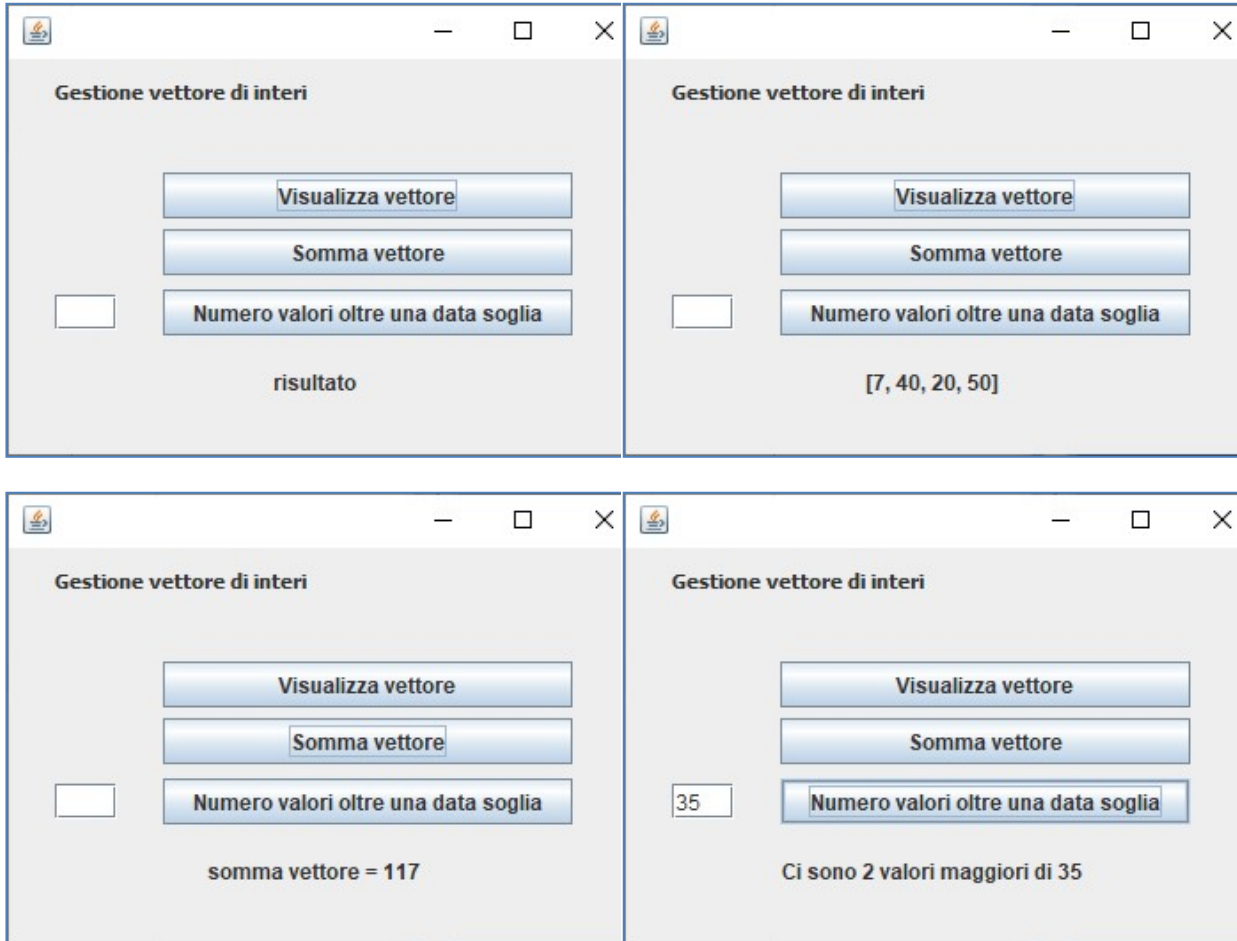 Gestione vettore di interi
Visualizza vettore
Somma vettore
Numero valori oltre una data soglia
risultato
Gestione vettore di interi
Visualizza vettore
Somma vettore
Numero valori oltre una data soglia
[7, 40, 20, 50]
Gestione vettore di interi
Visualizza vettore
Somma vettore
Numero valori oltre una data soglia
somma vettore = 117
Gestione vettore di interi
Visualizza vettore
Somma vettore
35 Numero valori oltre una data soglia
Ci sono 2 valori maggiori di 35